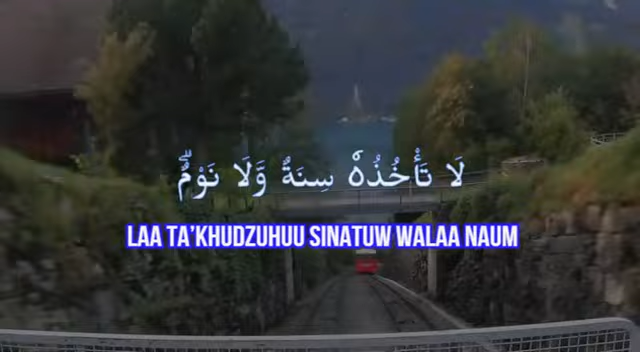 لَا تَأْخُذُهٗ سِنَةٌ وَّلَا نَوْمٌۗ
LAA TA’KHUDZUHUU SINATUW WALAA NAUM